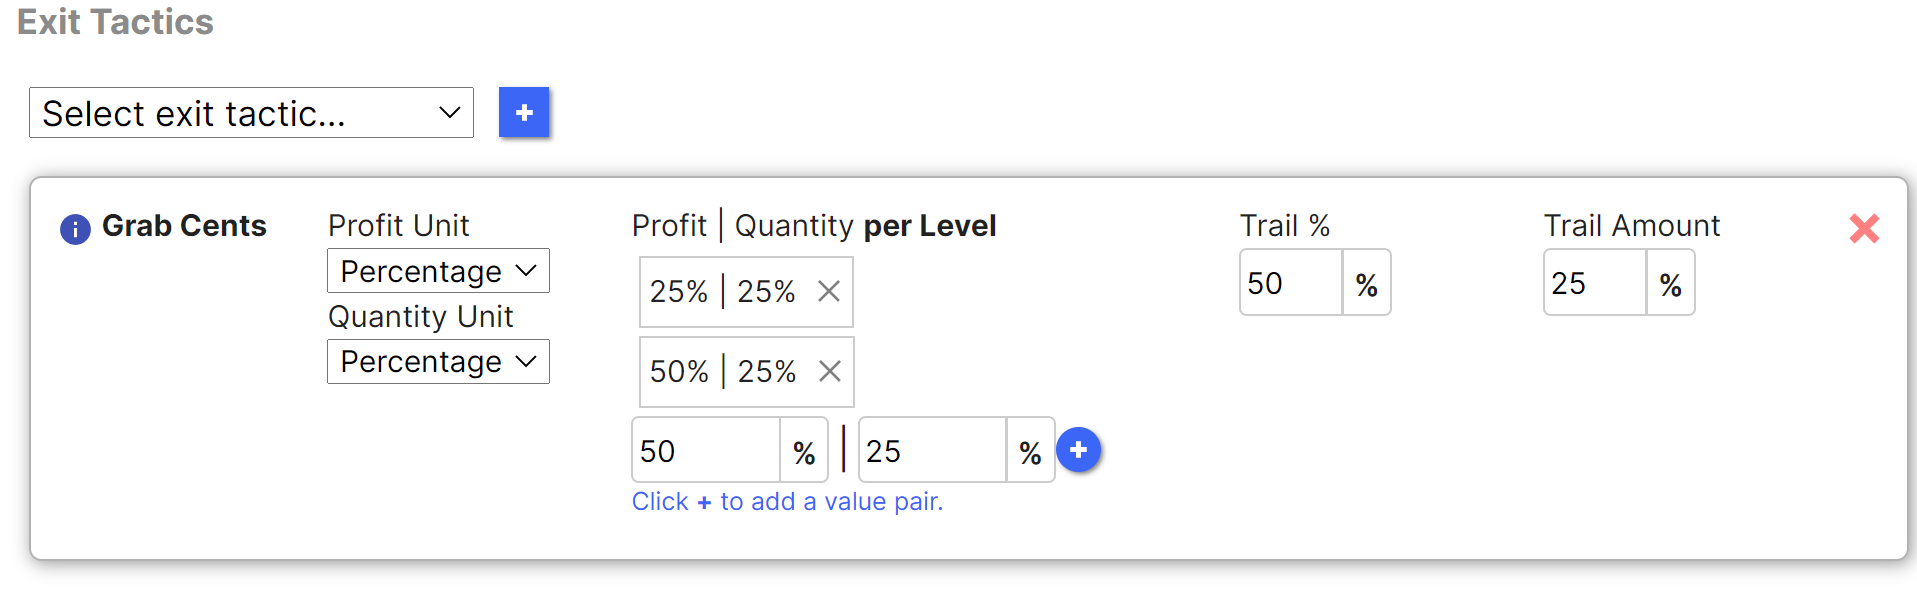 Exit Tactics
Select exit tactic...
+
i Grab Cents
Profit Unit
Percentage
Quantity Unit
Percentage
Profit | Quantity per Level
25% | 25%
50% | 25%
50 % | 25 % +
Click + to add a value pair.
Trail %
50 %
Trail Amount
25 %